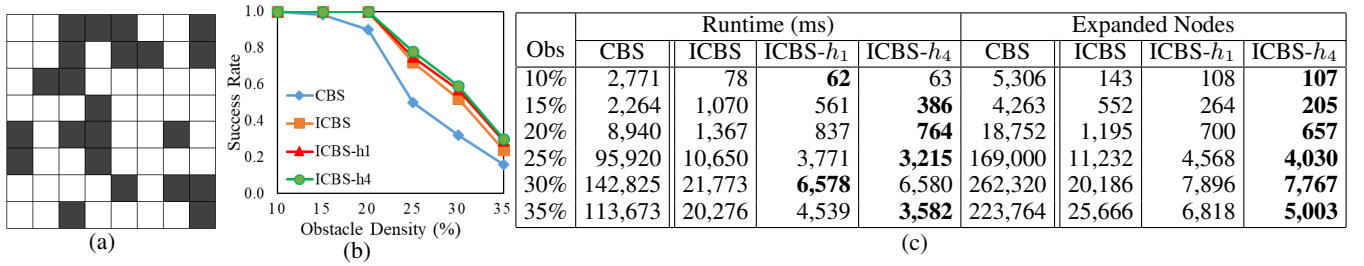 (a)
Success Rate
1.0
0.8
0.6
0.4
0.2
0.0
CBS
ICBS
ICBS-h1
ICBS-h4
10 15 20 25 30 35
Obstacle Density (%)
(b)
Runtime (ms) Expanded Nodes
Obs CBS ICBS ICBS-h₁ ICBS-h₄ CBS ICBS ICBS-h₁ ICBS-h₄
10% 2,771 78 62 63 5,306 143 108 107
15% 2,264 1,070 561 386 4,263 552 264 205
20% 8,940 1,367 837 764 18,752 1,195 700 657
25% 95,920 10,650 3,771 3,215 169,000 11,232 4,568 4,030
30% 142,825 21,773 6,578 6,580 262,320 20,186 7,896 7,767
35% 113,673 20,276 4,539 3,582 223,764 25,666 6,818 5,003
(c)